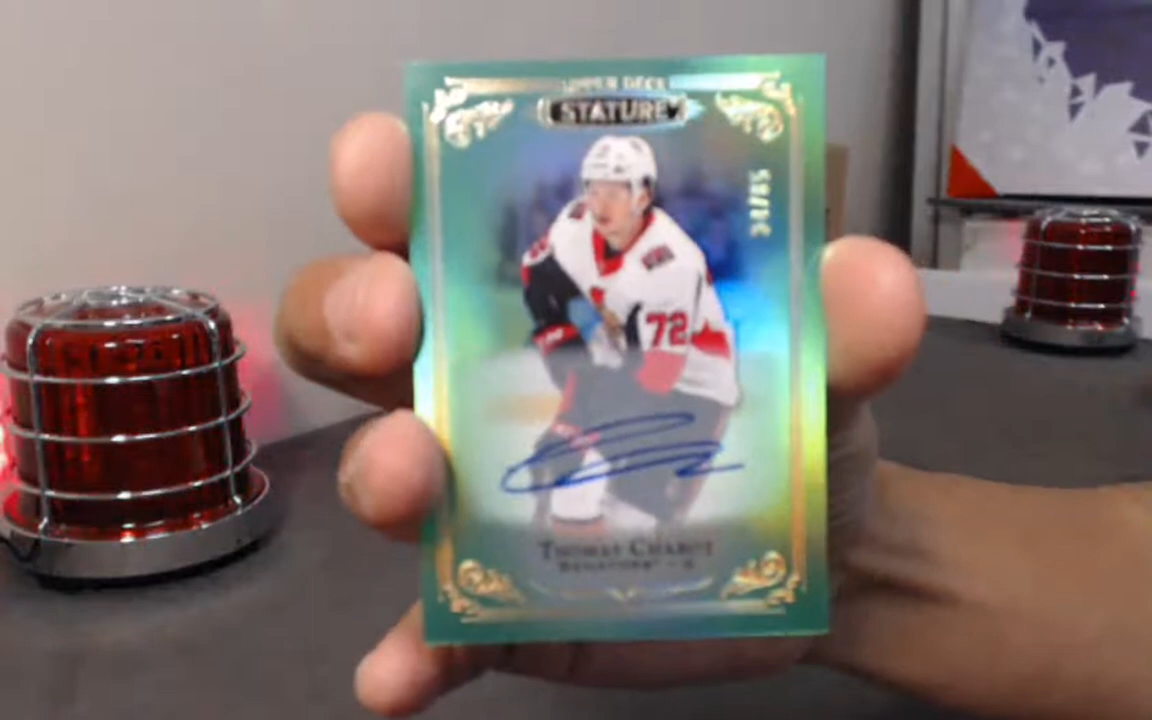 UPPER DECK
STATURE
72
THOMAS CHABOT
SENATORS - D